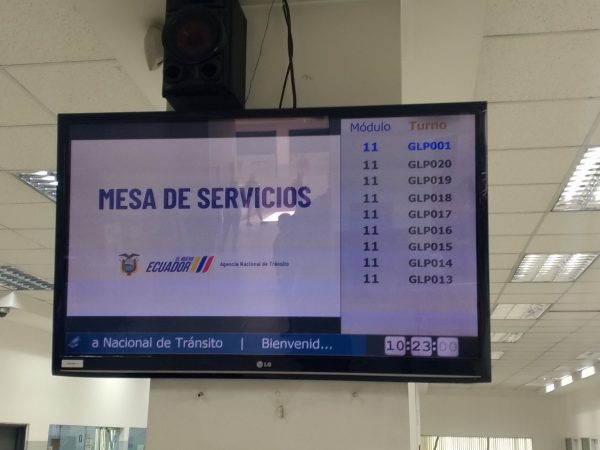 Módulo Turno
11 GLP001
11 GLP020
11 GLP019
11 GLP018
11 GLP017
11 GLP016
11 GLP015
11 GLP014
11 GLP013
MESA DE SERVICIOS
EL NUEVO
ECUADOR
Agencia Nacional de Tránsito
a Nacional de Tránsito | Bienvenid...
10:23:00
LG